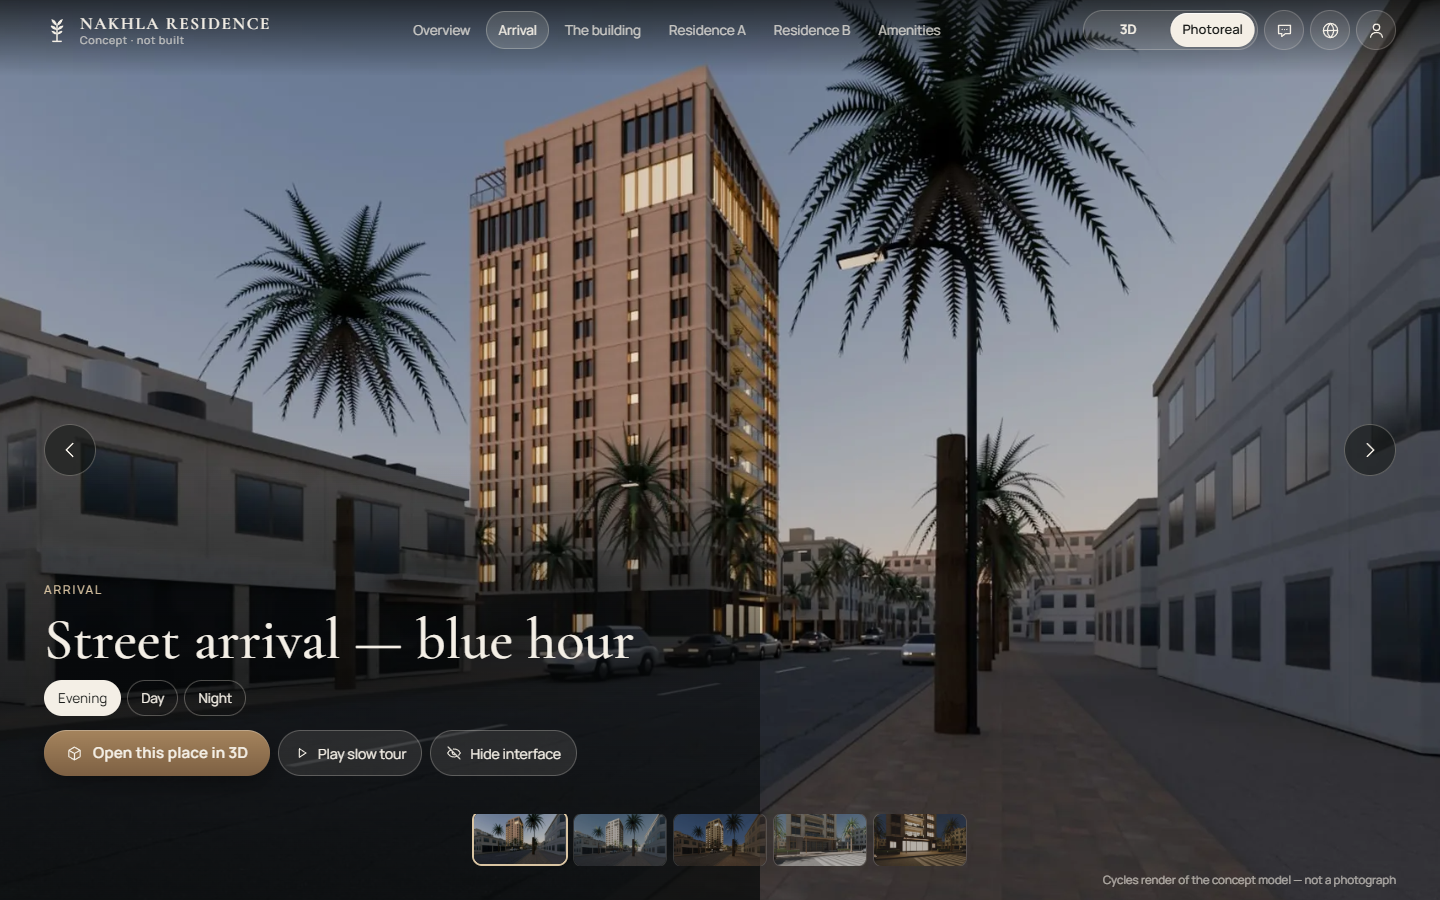 NAKHLA RESIDENCE
Concept · not built
Overview
Arrival
The building
Residence A
Residence B
Amenities
3D
Photoreal
ARRIVAL
Street arrival — blue hour
Evening
Day
Night
Open this place in 3D
Play slow tour
Hide interface
Cycles render of the concept model — not a photograph